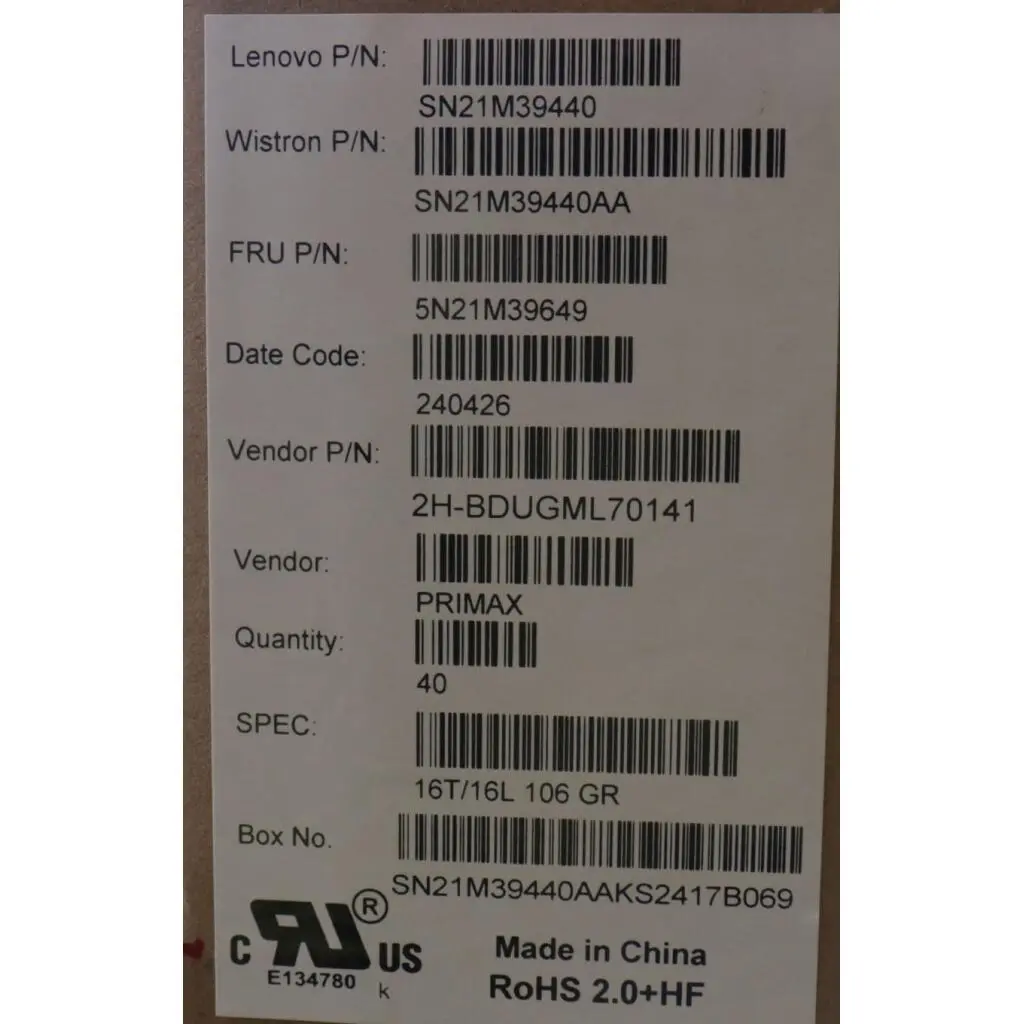 Lenovo P/N:
SN21M39440
Wistron P/N:
SN21M39440AA
FRU P/N:
5N21M39649
Date Code:
240426
Vendor P/N:
2H-BDUGML70141
Vendor:
PRIMAX
Quantity:
40
SPEC:
16T/16L 106 GR
Box No.
SN21M39440AAKS2417B069
C RU ® US
E134780
k
Made in China
RoHS 2.0+HF